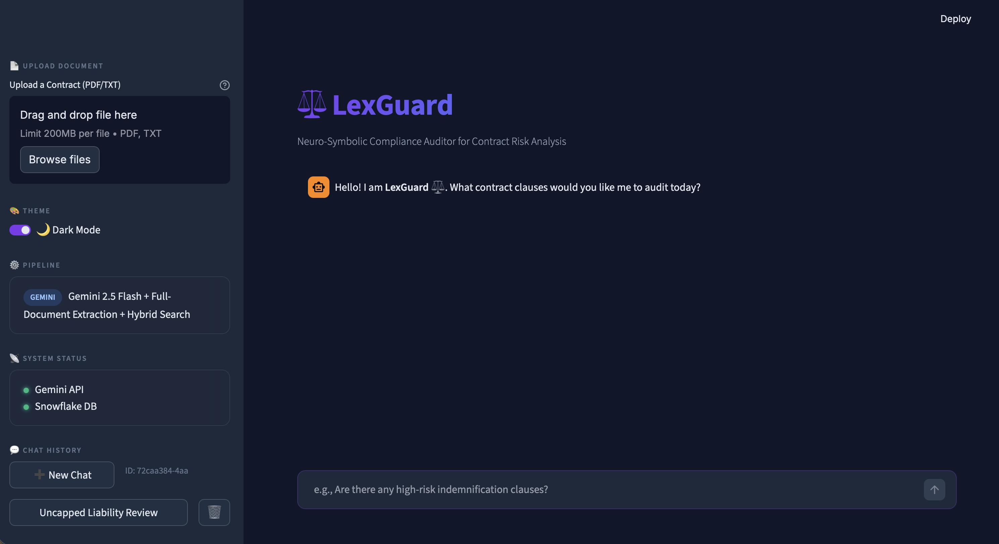 Deploy
UPLOAD DOCUMENT
Upload a Contract (PDF/TXT)
Drag and drop file here
Limit 200MB per file • PDF, TXT
Browse files
THEME
Dark Mode
PIPELINE
GEMINI Gemini 2.5 Flash + Full-
Document Extraction + Hybrid Search
SYSTEM STATUS
Gemini API
Snowflake DB
CHAT HISTORY
New Chat
ID: 72caa384-4aa
Uncapped Liability Review
LexGuard
Neuro-Symbolic Compliance Auditor for Contract Risk Analysis
Hello! I am LexGuard ⚖️. What contract clauses would you like me to audit today?
e.g., Are there any high-risk indemnification clauses?